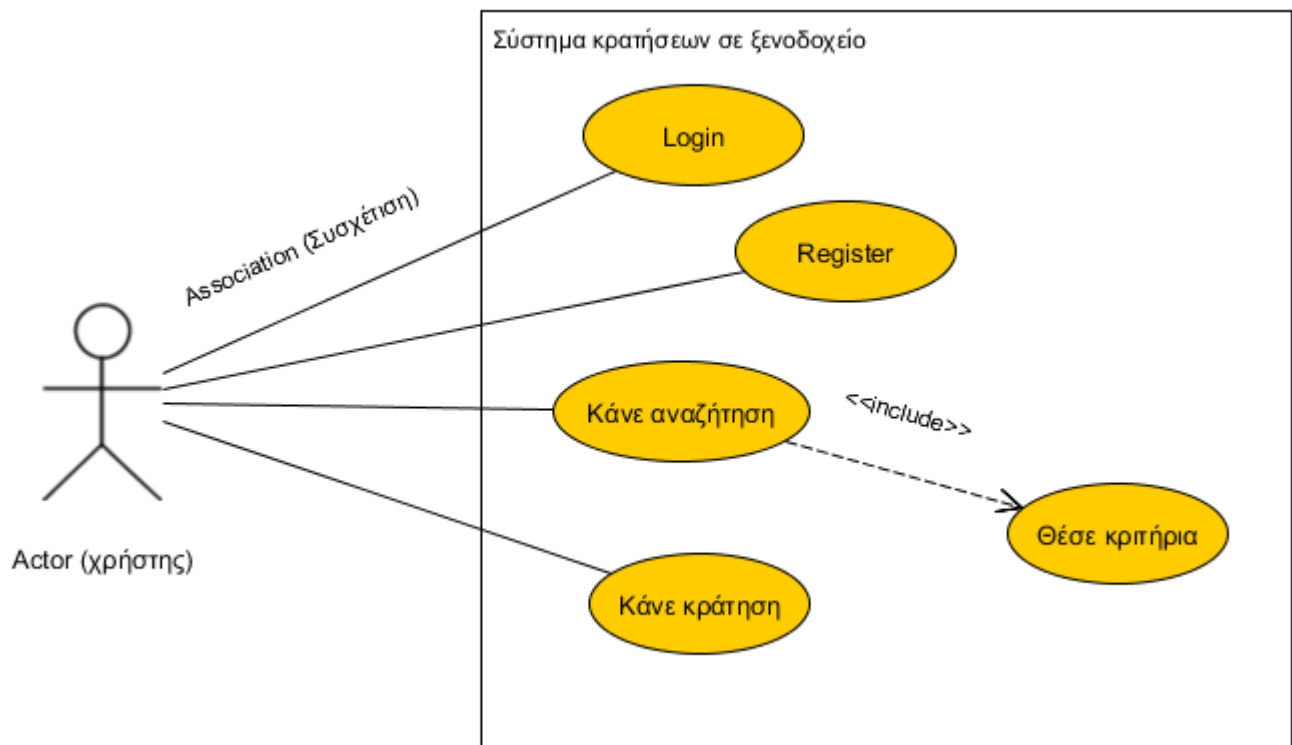 Σύστημα κρατήσεων σε ξενοδοχείο
Login
Association (Συσχέτιση)
Register
Κάνε αναζήτηση
<<include>>
Θέσε κριτήρια
Actor (χρήστης)
Κάνε κράτηση